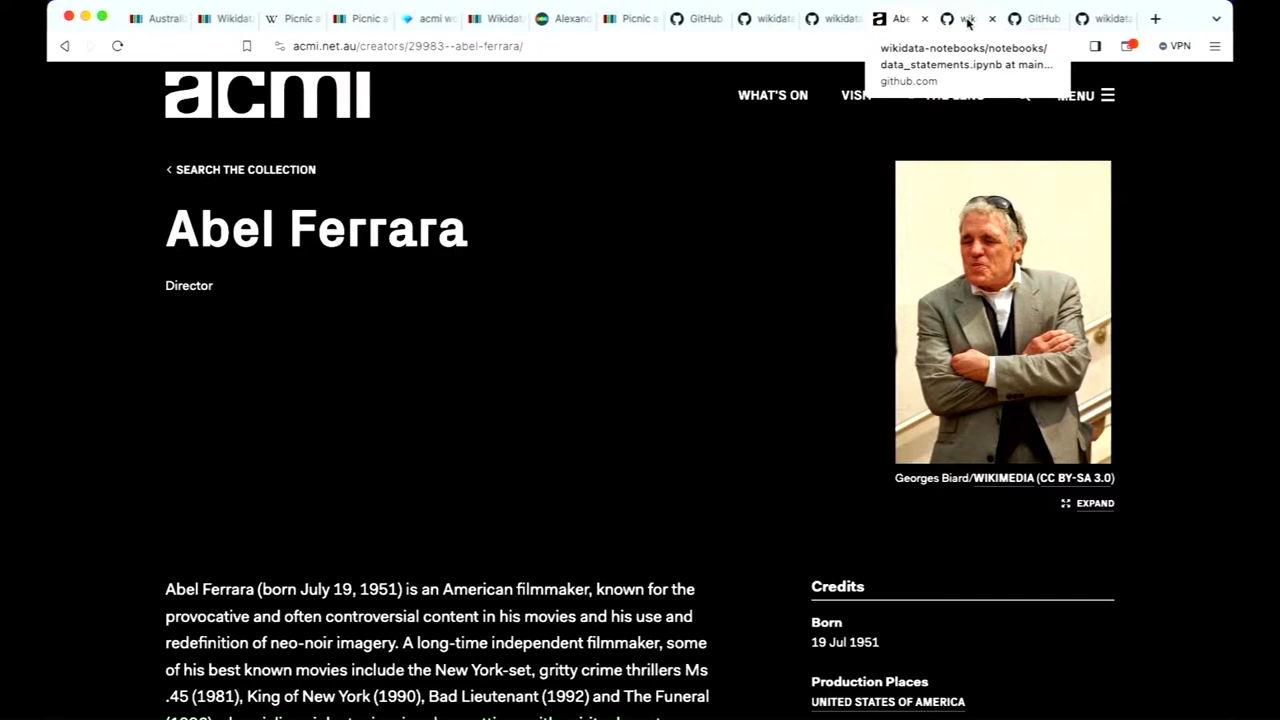 Austral
Wikida
Picnic a
Picnic a
acmi wo
Wikida
Alexand
Picnic a
GitHub
wikidata
wikidata
Abe
wik
GitHub
wikidata
acmi.net.au/creators/29983--abel-ferrara/
VPN
wikidata-notebooks/notebooks/
data_statements.ipynb at main...
github.com
acmi
WHAT'S ON
VISIT
MENU
SEARCH THE COLLECTION
Abel Ferrara
Director
Georges Biard/WIKIMEDIA (CC BY-SA 3.0)
EXPAND
Abel Ferrara (born July 19, 1951) is an American filmmaker, known for the
provocative and often controversial content in his movies and his use and
redefinition of neo-noir imagery. A long-time independent filmmaker, some
of his best known movies include the New York-set, gritty crime thrillers Ms
.45 (1981), King of New York (1990), Bad Lieutenant (1992) and The Funeral
Credits
Born
19 Jul 1951
Production Places
UNITED STATES OF AMERICA